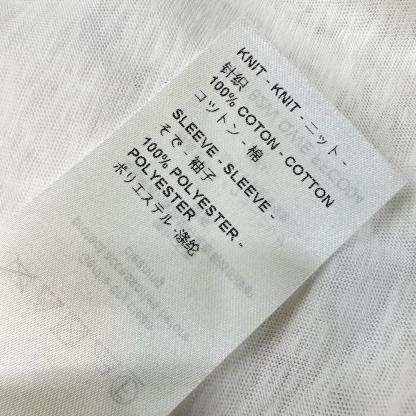 KNIT - KNIT - ニット -
针织
100% COTON - COTTON
コットン - 棉
SLEEVE - SLEEVE -
そで - 袖子
100% POLYESTER -
POLYESTER
ポリエステル -涤纶